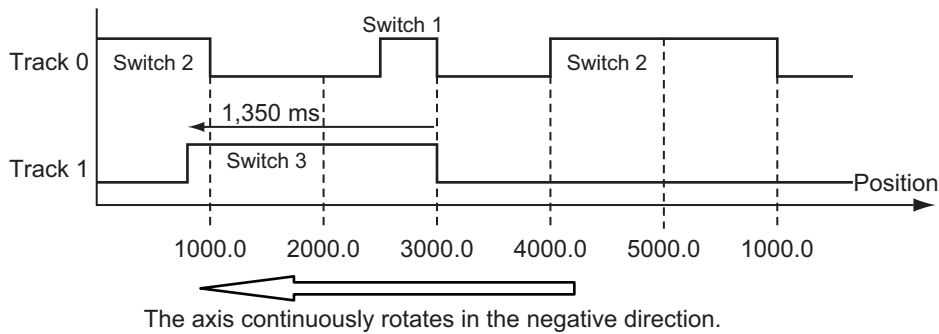 Switch 1
Track 0
Switch 2
Switch 2
1,350 ms
Track 1
Switch 3
Position
1000.0 2000.0 3000.0 4000.0 5000.0 1000.0
The axis continuously rotates in the negative direction.